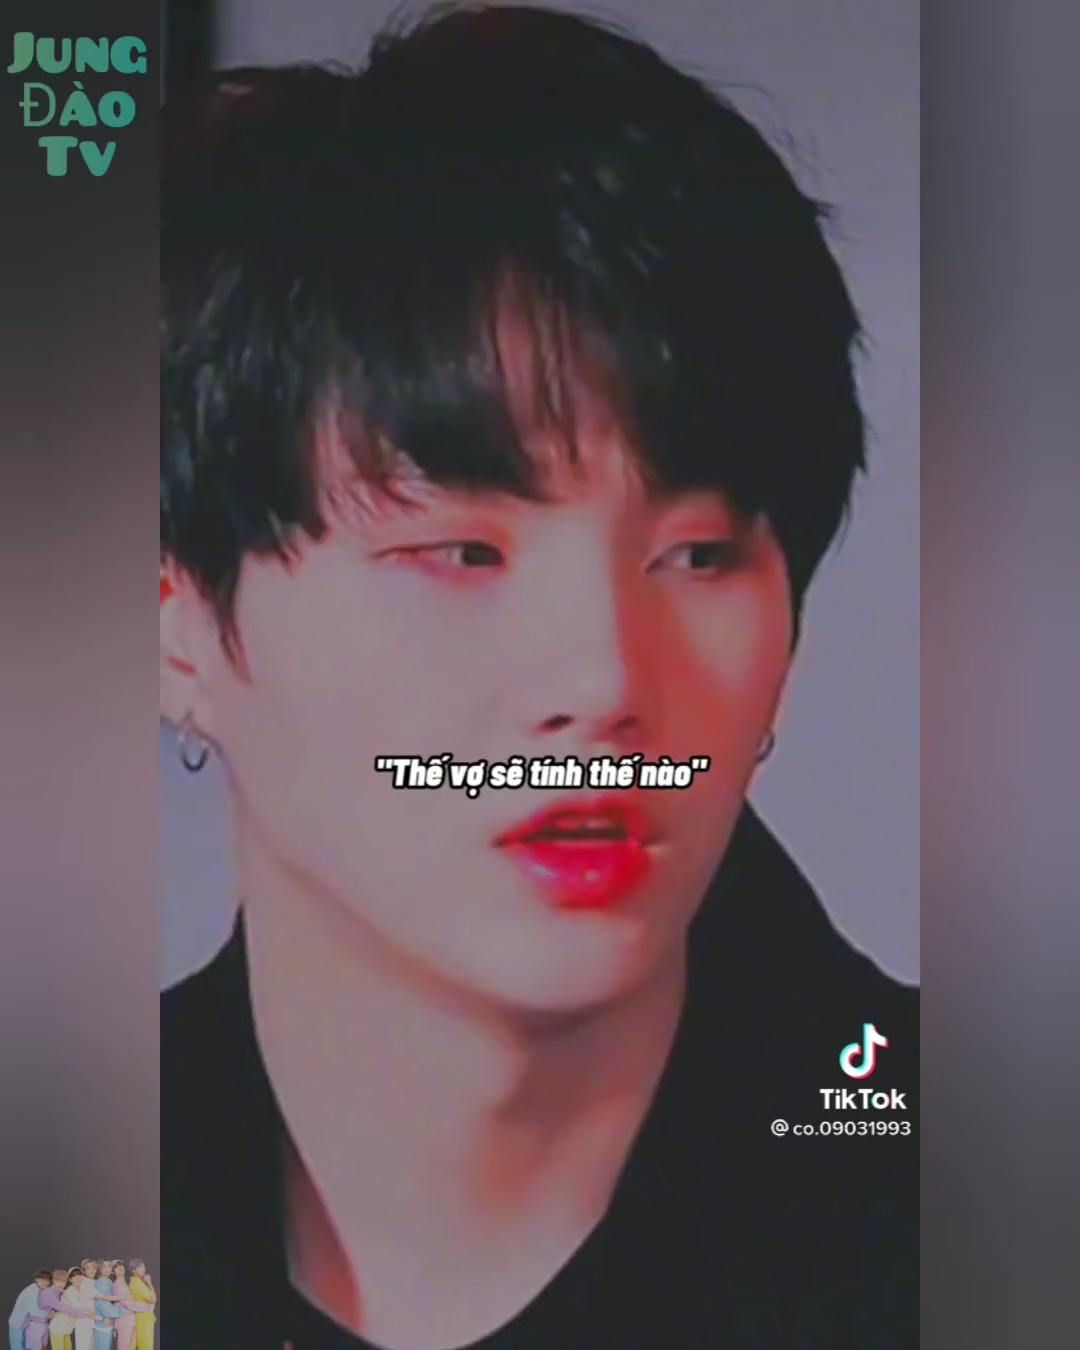 JUNG
ĐÀO
TV
"Thế vợ sẽ tính thế nào"
TikTok
@co.09031993